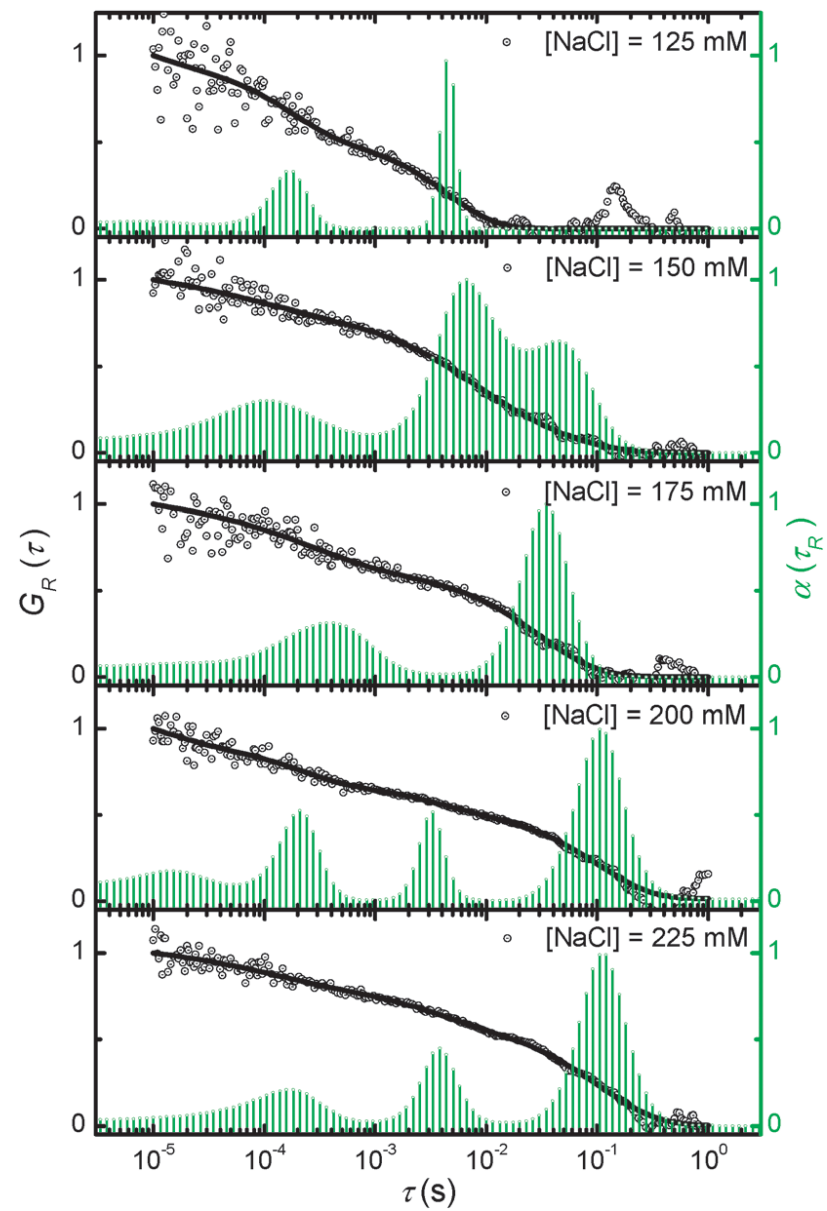 1 [NaCl] = 125 mM 1
0 0
1 [NaCl] = 150 mM 1
0 0
1 [NaCl] = 175 mM 1
0 0
1 [NaCl] = 200 mM 1
0 0
1 [NaCl] = 225 mM 1
0 0
G_R (τ)
α (τ_R)
10⁻⁵ 10⁻⁴ 10⁻³ 10⁻² 10⁻¹ 10⁰
τ (s)